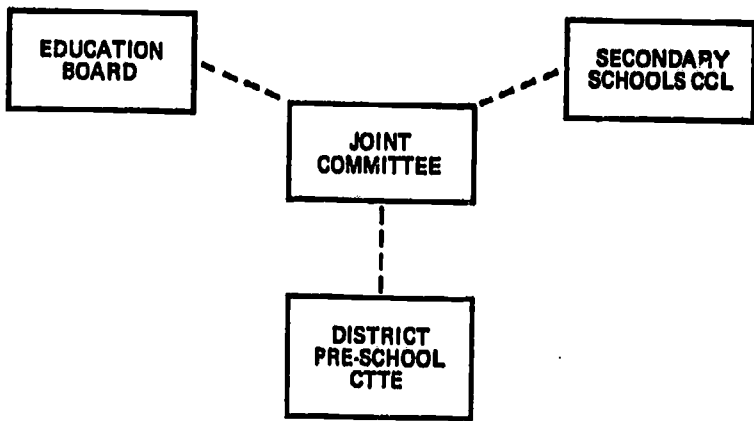 EDUCATION
BOARD
SECONDARY
SCHOOLS CCL
JOINT
COMMITTEE
DISTRICT
PRE-SCHOOL
CTTE